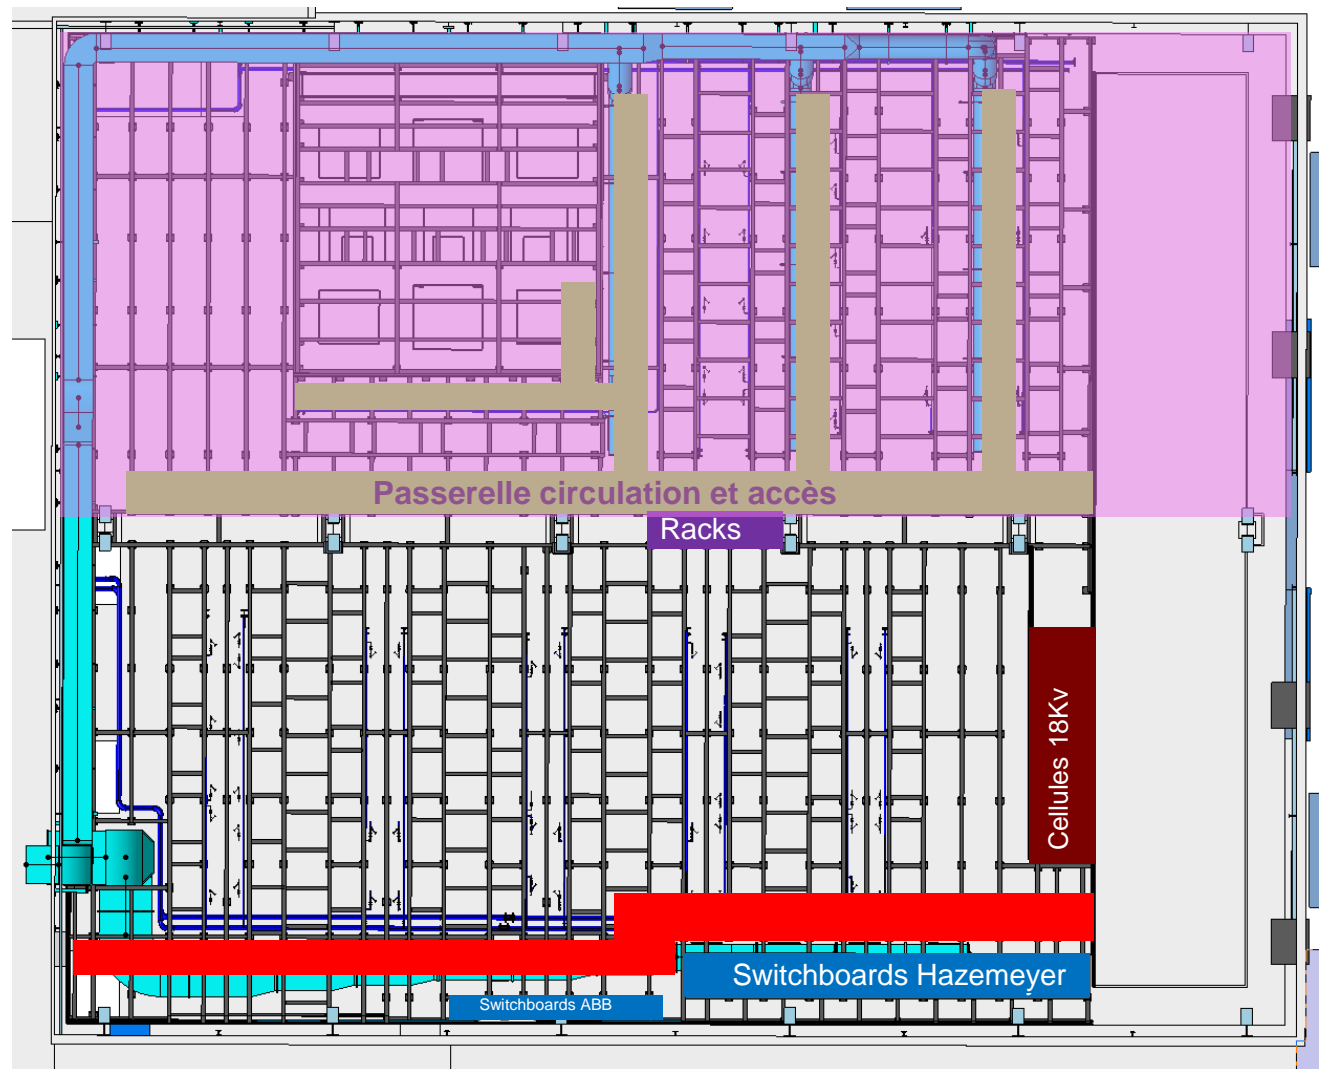 Passerelle circulation et accès
Racks
Cellules 18Kv
Switchboards Hazemeyer
Switchboards ABB